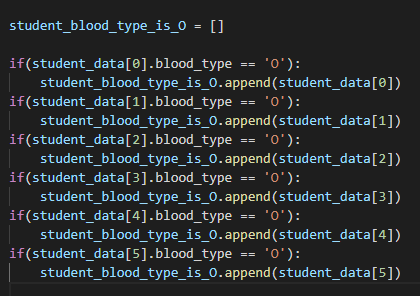 student_blood_type_is_O = []
if(student_data[0].blood_type == 'O'):
student_blood_type_is_O.append(student_data[0])
if(student_data[1].blood_type == 'O'):
student_blood_type_is_O.append(student_data[1])
if(student_data[2].blood_type == 'O'):
student_blood_type_is_O.append(student_data[2])
if(student_data[3].blood_type == 'O'):
student_blood_type_is_O.append(student_data[3])
if(student_data[4].blood_type == 'O'):
student_blood_type_is_O.append(student_data[4])
if(student_data[5].blood_type == 'O'):
student_blood_type_is_O.append(student_data[5])